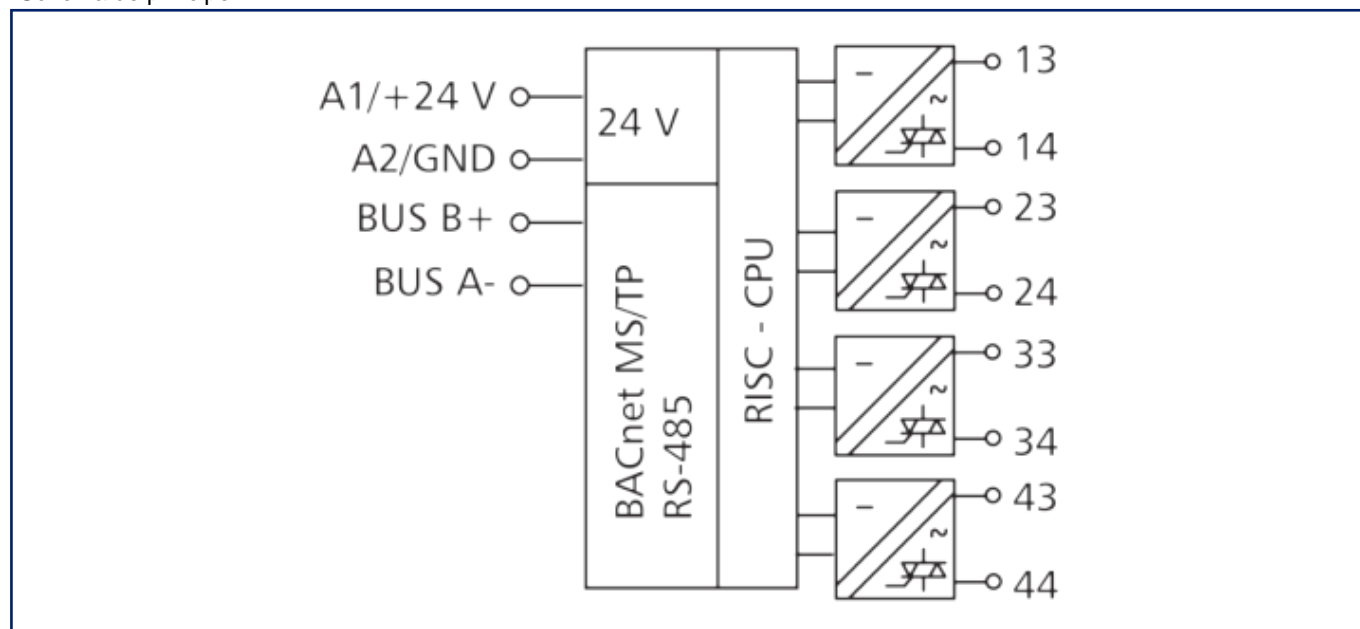 A1/+24 V
A2/GND
BUS B+
BUS A-
24 V
BACnet MS/TP
RS-485
RISC - CPU
13
14
23
24
33
34
43
44